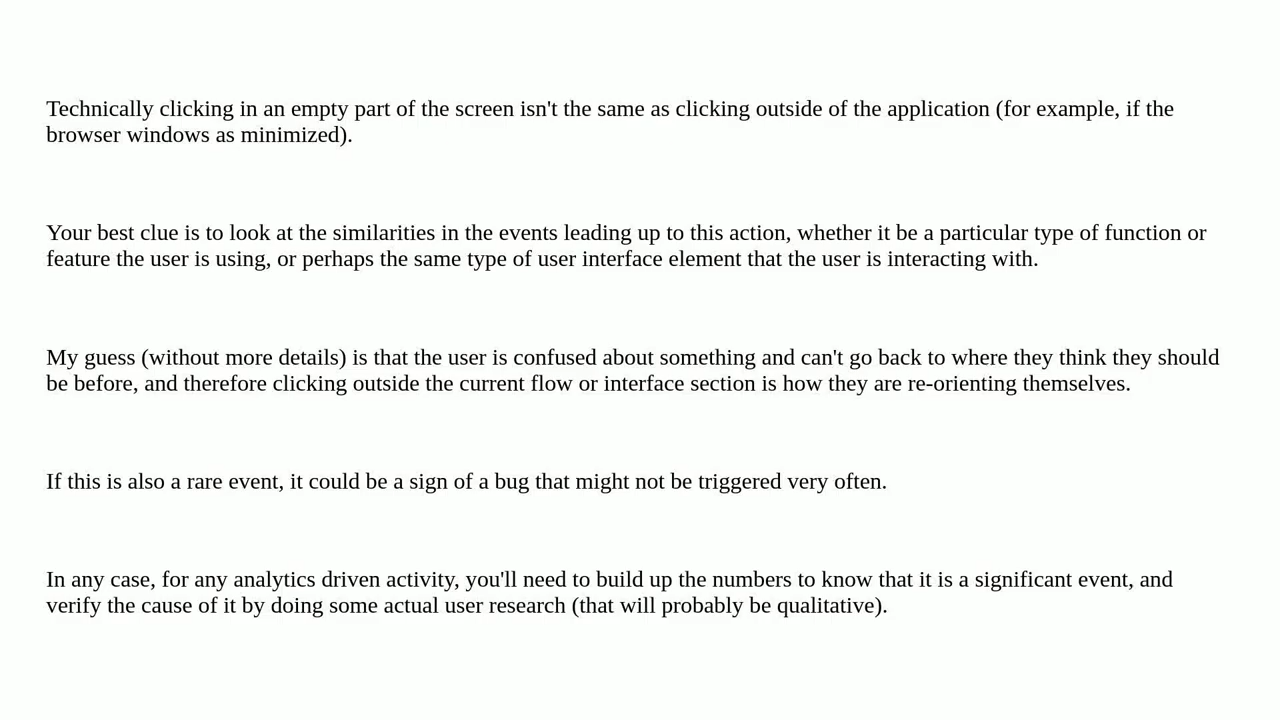 Technically clicking in an empty part of the screen isn't the same as clicking outside of the application (for example, if the
browser windows as minimized).
Your best clue is to look at the similarities in the events leading up to this action, whether it be a particular type of function or
feature the user is using, or perhaps the same type of user interface element that the user is interacting with.
My guess (without more details) is that the user is confused about something and can't go back to where they think they should
be before, and therefore clicking outside the current flow or interface section is how they are re-orienting themselves.
If this is also a rare event, it could be a sign of a bug that might not be triggered very often.
In any case, for any analytics driven activity, you'll need to build up the numbers to know that it is a significant event, and
verify the cause of it by doing some actual user research (that will probably be qualitative).